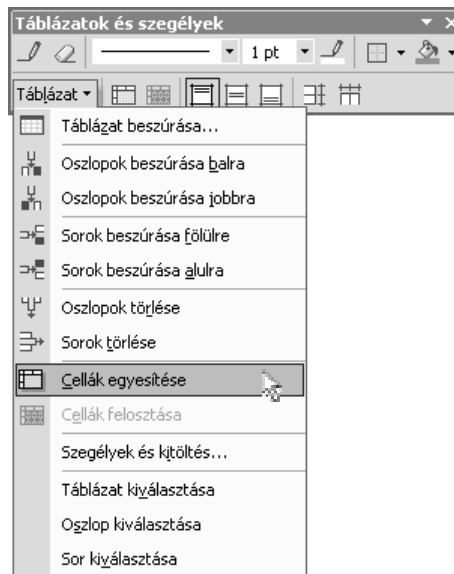 Táblázatok és szegélyek
1 pt
Táblázat
Táblázat beszúrása...
Oszlopok beszúrása balra
Oszlopok beszúrása jobbra
Sorok beszúrása fölülre
Sorok beszúrása alulra
Oszlopok törlése
Sorok törlése
Cellák egyesítése
Cellák felosztása
Szegélyek és kitöltés...
Táblázat kiválasztása
Oszlop kiválasztása
Sor kiválasztása